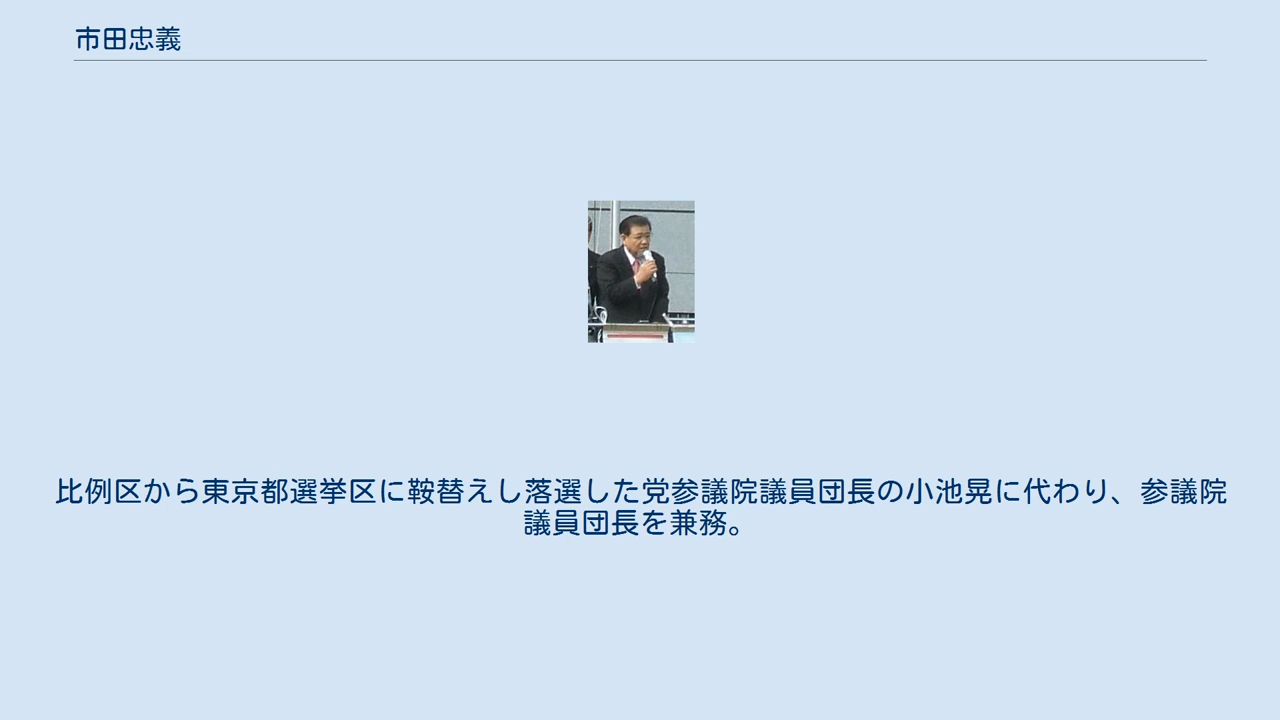 市田忠義
比例区から東京都選挙区に鞍替えし落選した党参議院議員団長の小池晃に代わり、参議院
議員団長を兼務。